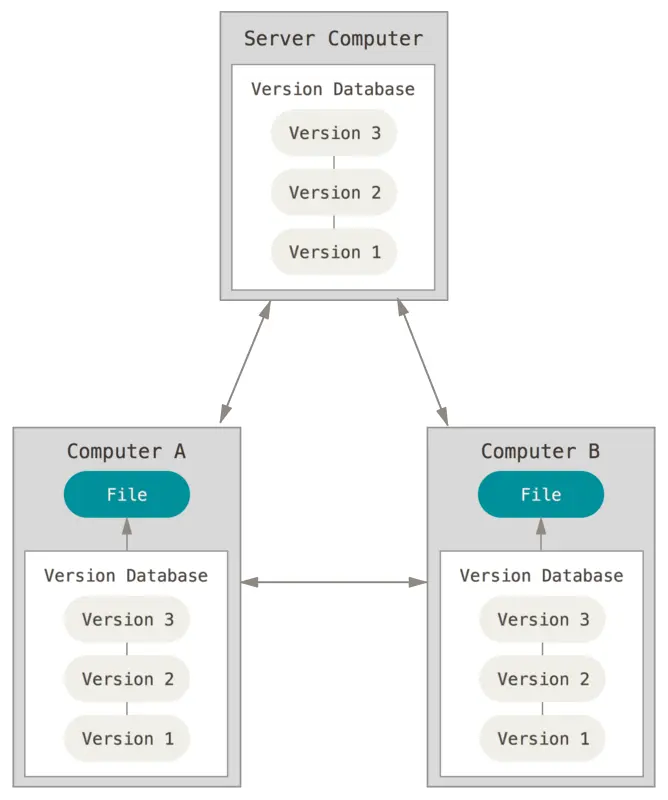 Server Computer
Version Database
Version 3
Version 2
Version 1
Computer A
File
Version Database
Version 3
Version 2
Version 1
Computer B
File
Version Database
Version 3
Version 2
Version 1